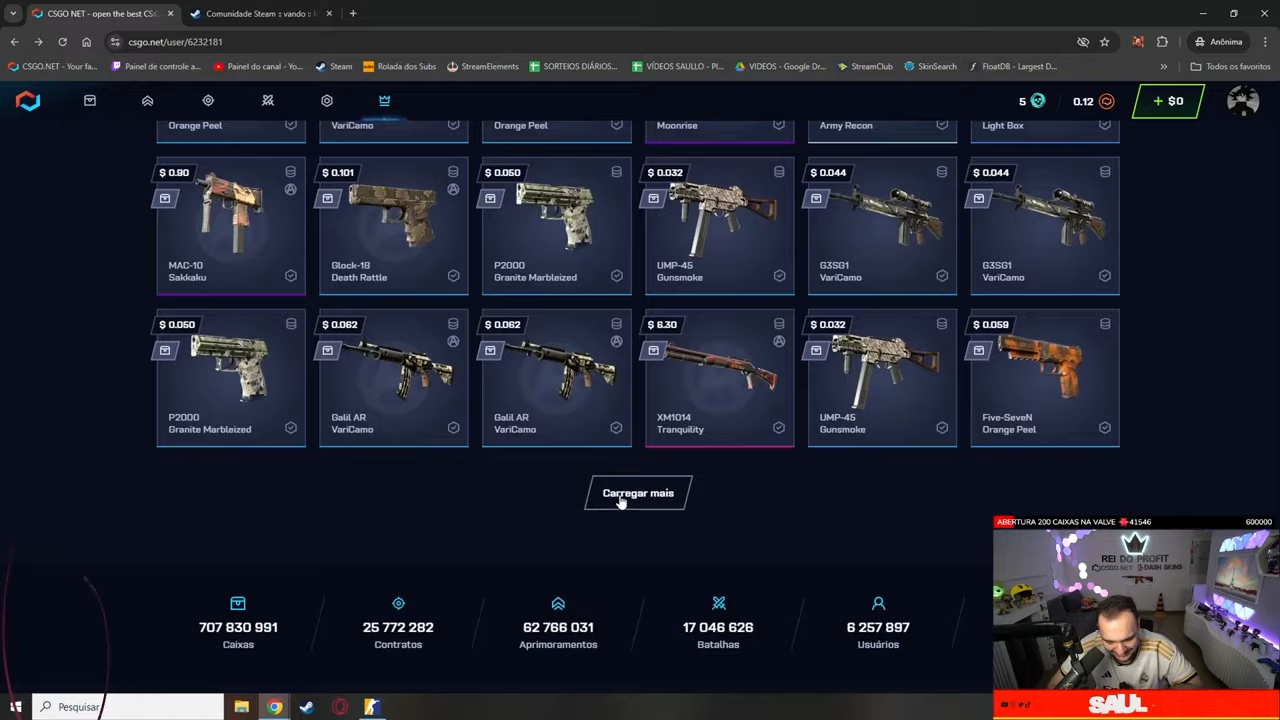 CSGO NET - open the best CS:
Comunidade Steam :: vando ::
csgo.net/user/6232181
Anônima
CSGO.NET - Your fa...
Painel de controle a...
Painel do canal - Yo...
Steam
Rolada dos Subs
StreamElements
SORTEIOS DIÁRIOS...
VÍDEOS SAULLO - PI...
VIDEOS - Google Dr...
StreamClub
SkinSearch
FloatDB - Largest D...
Todos os favoritos
5
0.12
+ $0
Orange Peel
VariCamo
Orange Peel
Moonrise
Army Recon
Light Box
$ 0.90
$ 0.101
$ 0.050
$ 0.032
$ 0.044
$ 0.044
MAC-10
Sakkaku
Glock-18
Death Rattle
P2000
Granite Marbleized
UMP-45
Gunsmoke
G3SG1
VariCamo
G3SG1
VariCamo
$ 0.050
$ 0.062
$ 0.062
$ 6.30
$ 0.032
$ 0.059
P2000
Granite Marbleized
Galil AR
VariCamo
Galil AR
VariCamo
XM1014
Tranquility
UMP-45
Gunsmoke
Five-SeveN
Orange Peel
Carregar mais
707 830 991
Caixas
25 772 282
Contratos
62 766 031
Aprimoramentos
17 046 626
Batalhas
6 257 897
Usuários
ABERTURA 200 CAIXAS NA VALVE 41546
600000
REI DO PROFIT
CSGO.NET DASH SKINS
SAUL
Pesquisar